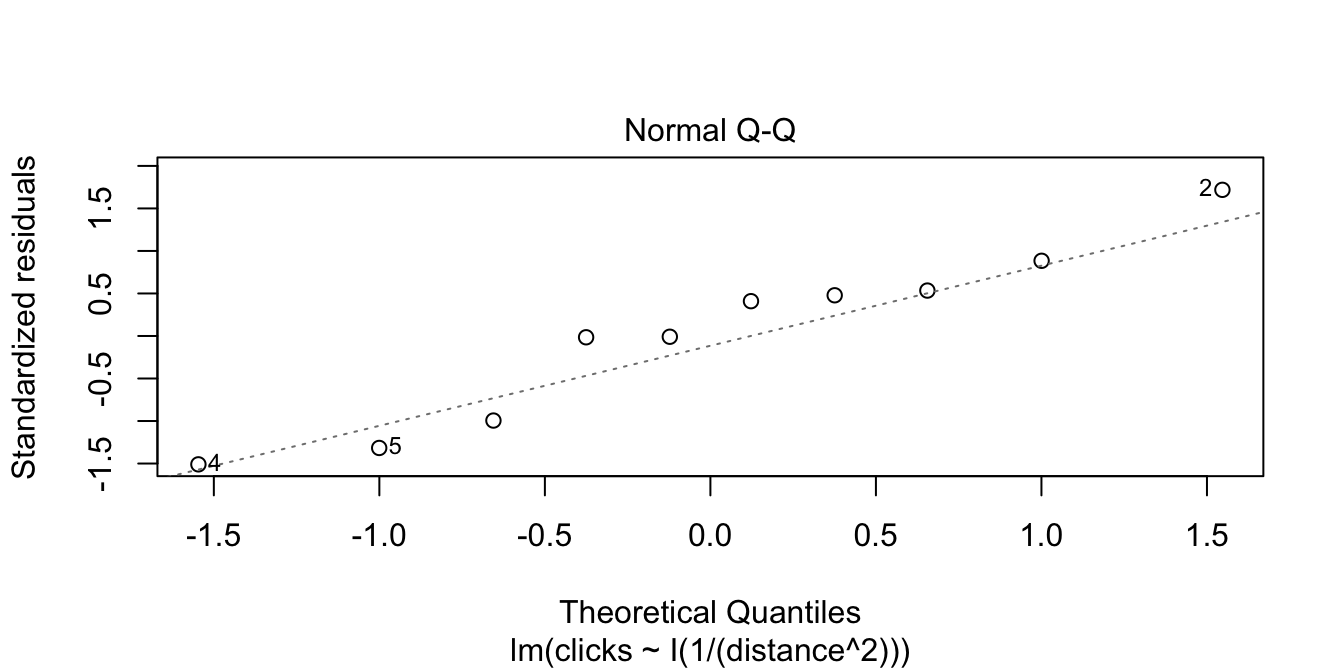 Normal Q-Q
Standardized residuals
1.5
0.5
-0.5
-1.5
2
5
4
-1.5 -1.0 -0.5 0.0 0.5 1.0 1.5
Theoretical Quantiles
lm(clicks ~ I(1/(distance^2)))